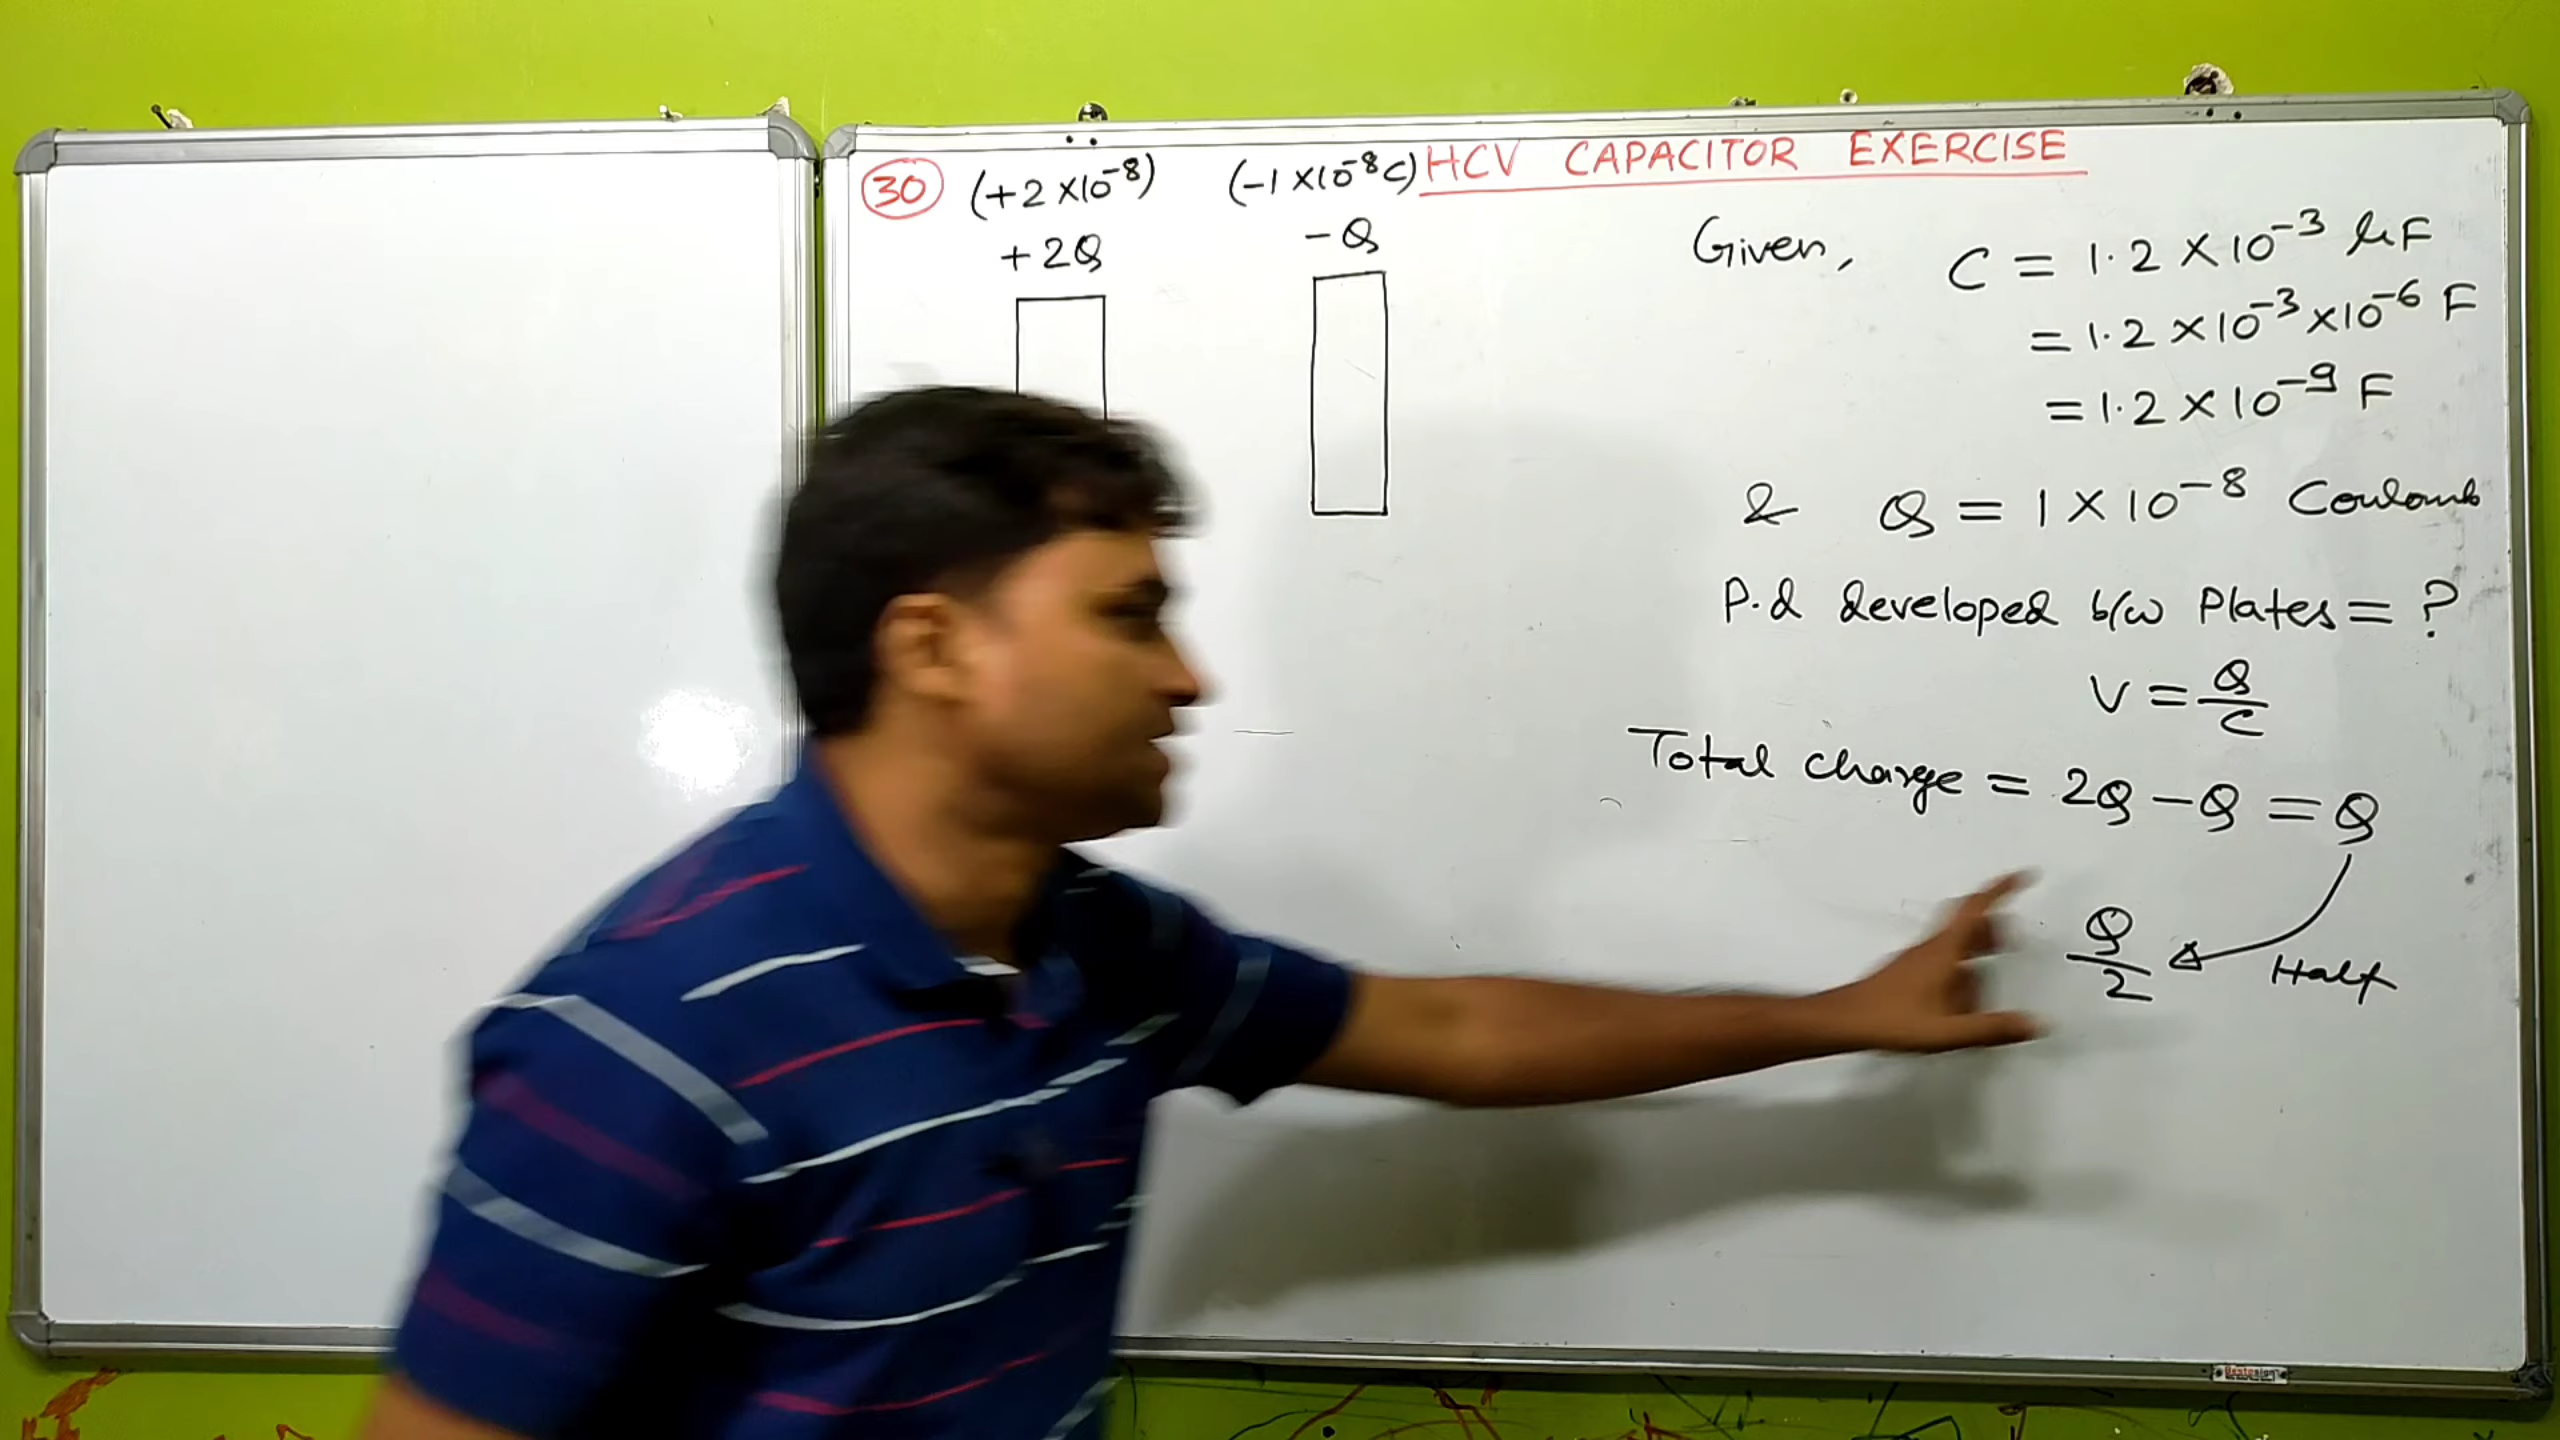 HCV CAPACITOR EXERCISE
30 (+2 ×10⁻⁸) (-1 ×10⁻⁸C)
+2Q -Q
Given, C = 1.2 × 10⁻³ μF
= 1.2 ×10⁻³×10⁻⁶ F
= 1.2 × 10⁻⁹ F
& Q = 1 × 10⁻⁸ Coulomb
P.d developed b/w Plates = ?
V = Q/C
Total charge = 2Q - Q = Q
Q/2 Half